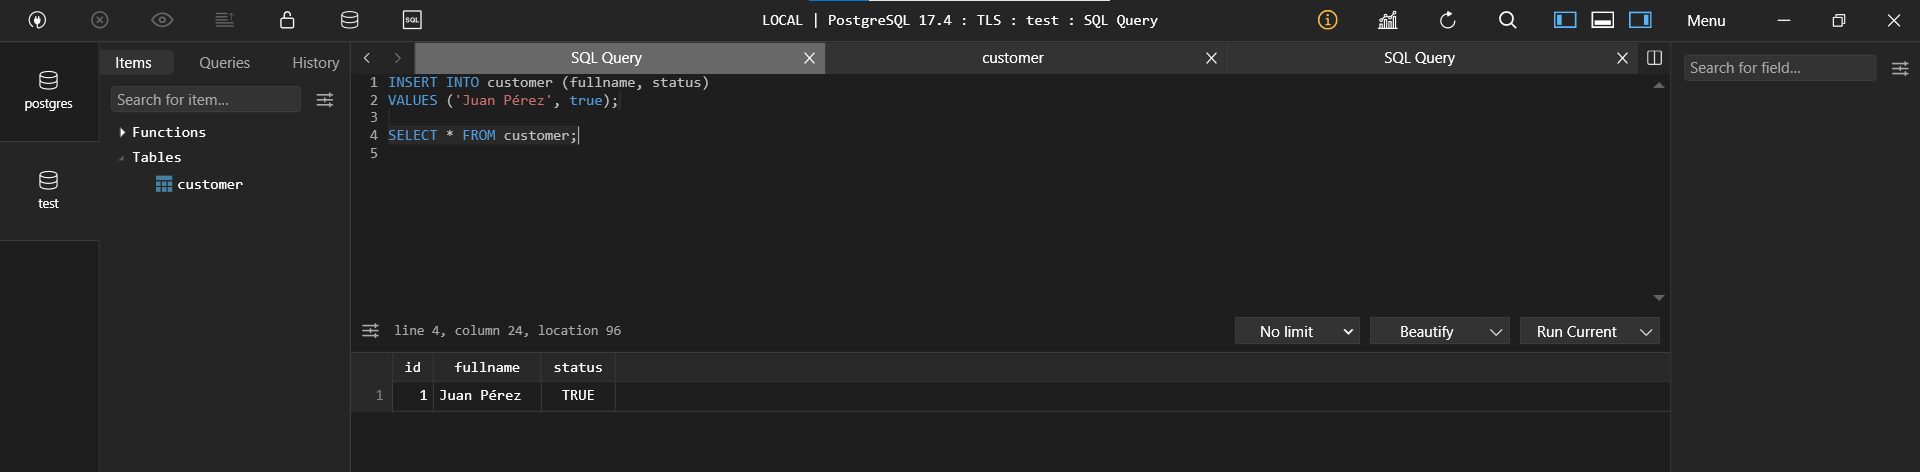 SQL
LOCAL | PostgreSQL 17.4 : TLS : test : SQL Query
Menu
postgres
test
Items Queries History
Search for item...
Functions
Tables
customer
SQL Query customer SQL Query
1 INSERT INTO customer (fullname, status)
2 VALUES ('Juan Pérez', true);
3
4 SELECT * FROM customer;
5
line 4, column 24, location 96
No limit Beautify Run Current
id fullname status
1 1 Juan Pérez TRUE
Search for field...